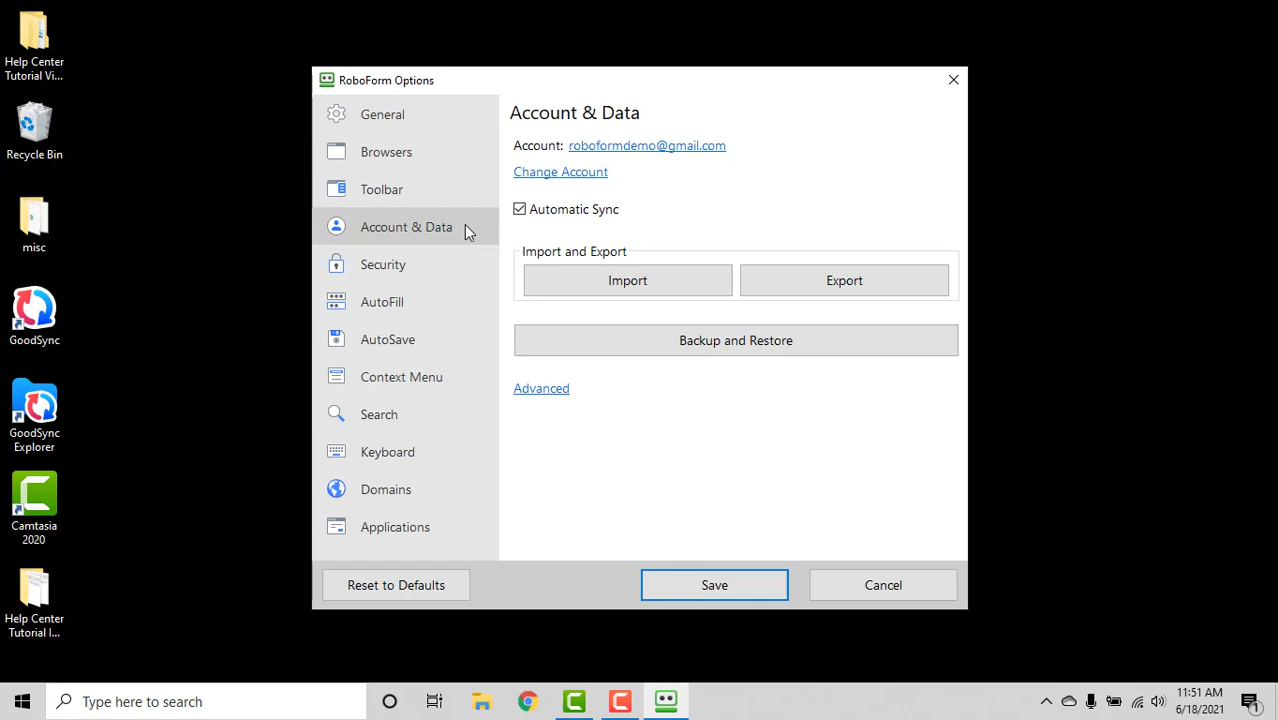 Help Center
Tutorial Vi...
Recycle Bin
misc
GoodSync
GoodSync
Explorer
Camtasia
2020
Help Center
Tutorial I...
RoboForm Options
General
Browsers
Toolbar
Account & Data
Security
AutoFill
AutoSave
Context Menu
Search
Keyboard
Domains
Applications
Account & Data
Account: roboformdemo@gmail.com
Change Account
Automatic Sync
Import and Export
Import Export
Backup and Restore
Advanced
Reset to Defaults Save Cancel
Type here to search
11:51 AM
6/18/2021
1